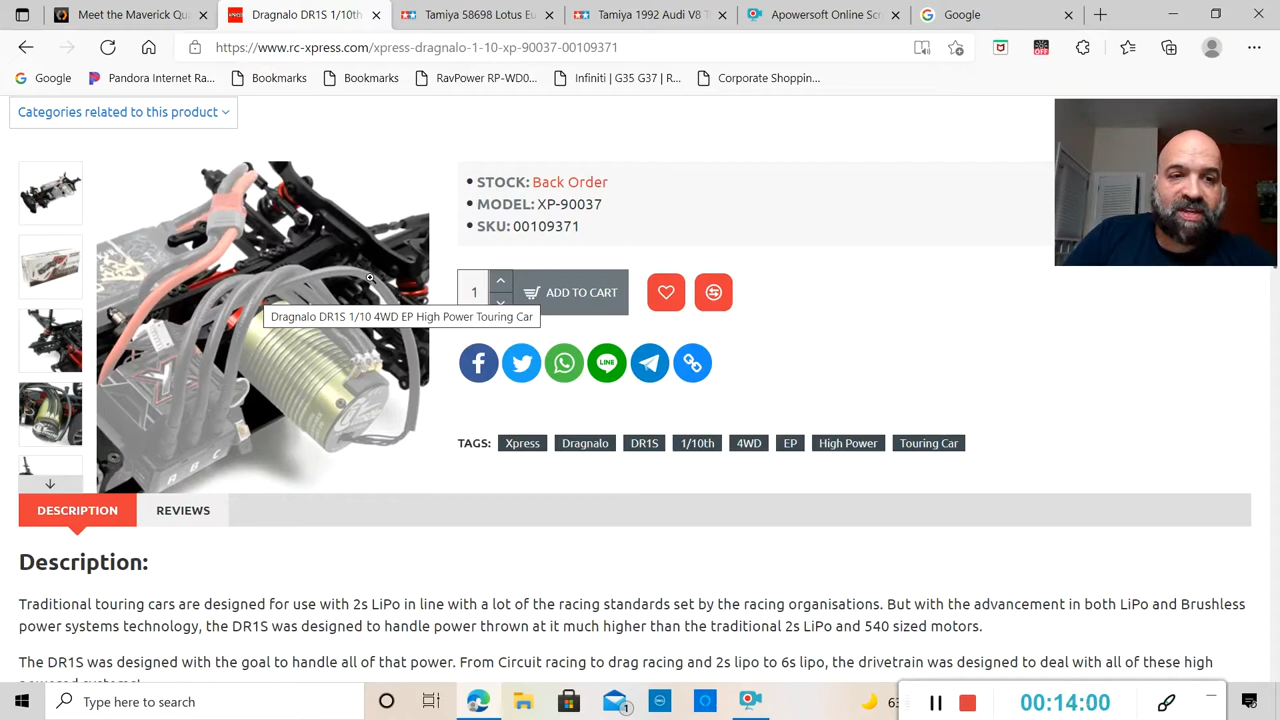 Meet the Maverick Qua
Dragnalo DR1S 1/10th
Tamiya 58698 Lotus Eu
Tamiya 1992 Audi V8 T
Apowersoft Online Scr
Google
https://www.rc-xpress.com/xpress-dragnalo-1-10-xp-90037-00109371
OFF
Google
Pandora Internet Ra...
Bookmarks
Bookmarks
RavPower RP-WD0...
Infiniti | G35 G37 | R...
Corporate Shoppin...
Categories related to this product
STOCK: Back Order
MODEL: XP-90037
SKU: 00109371
1
ADD TO CART
Dragnalo DR1S 1/10 4WD EP High Power Touring Car
LINE
A B C
TAGS: Xpress Dragnalo DR1S 1/10th 4WD EP High Power Touring Car
DESCRIPTION
REVIEWS
Description:
Traditional touring cars are designed for use with 2s LiPo in line with a lot of the racing standards set by the racing organisations. But with the advancement in both LiPo and Brushless
power systems technology, the DR1S was designed to handle power thrown at it much higher than the traditional 2s LiPo and 540 sized motors.
The DR1S was designed with the goal to handle all of that power. From Circuit racing to drag racing and 2s lipo to 6s lipo, the drivetrain was designed to deal with all of these high
Type here to search
1
00:14:00